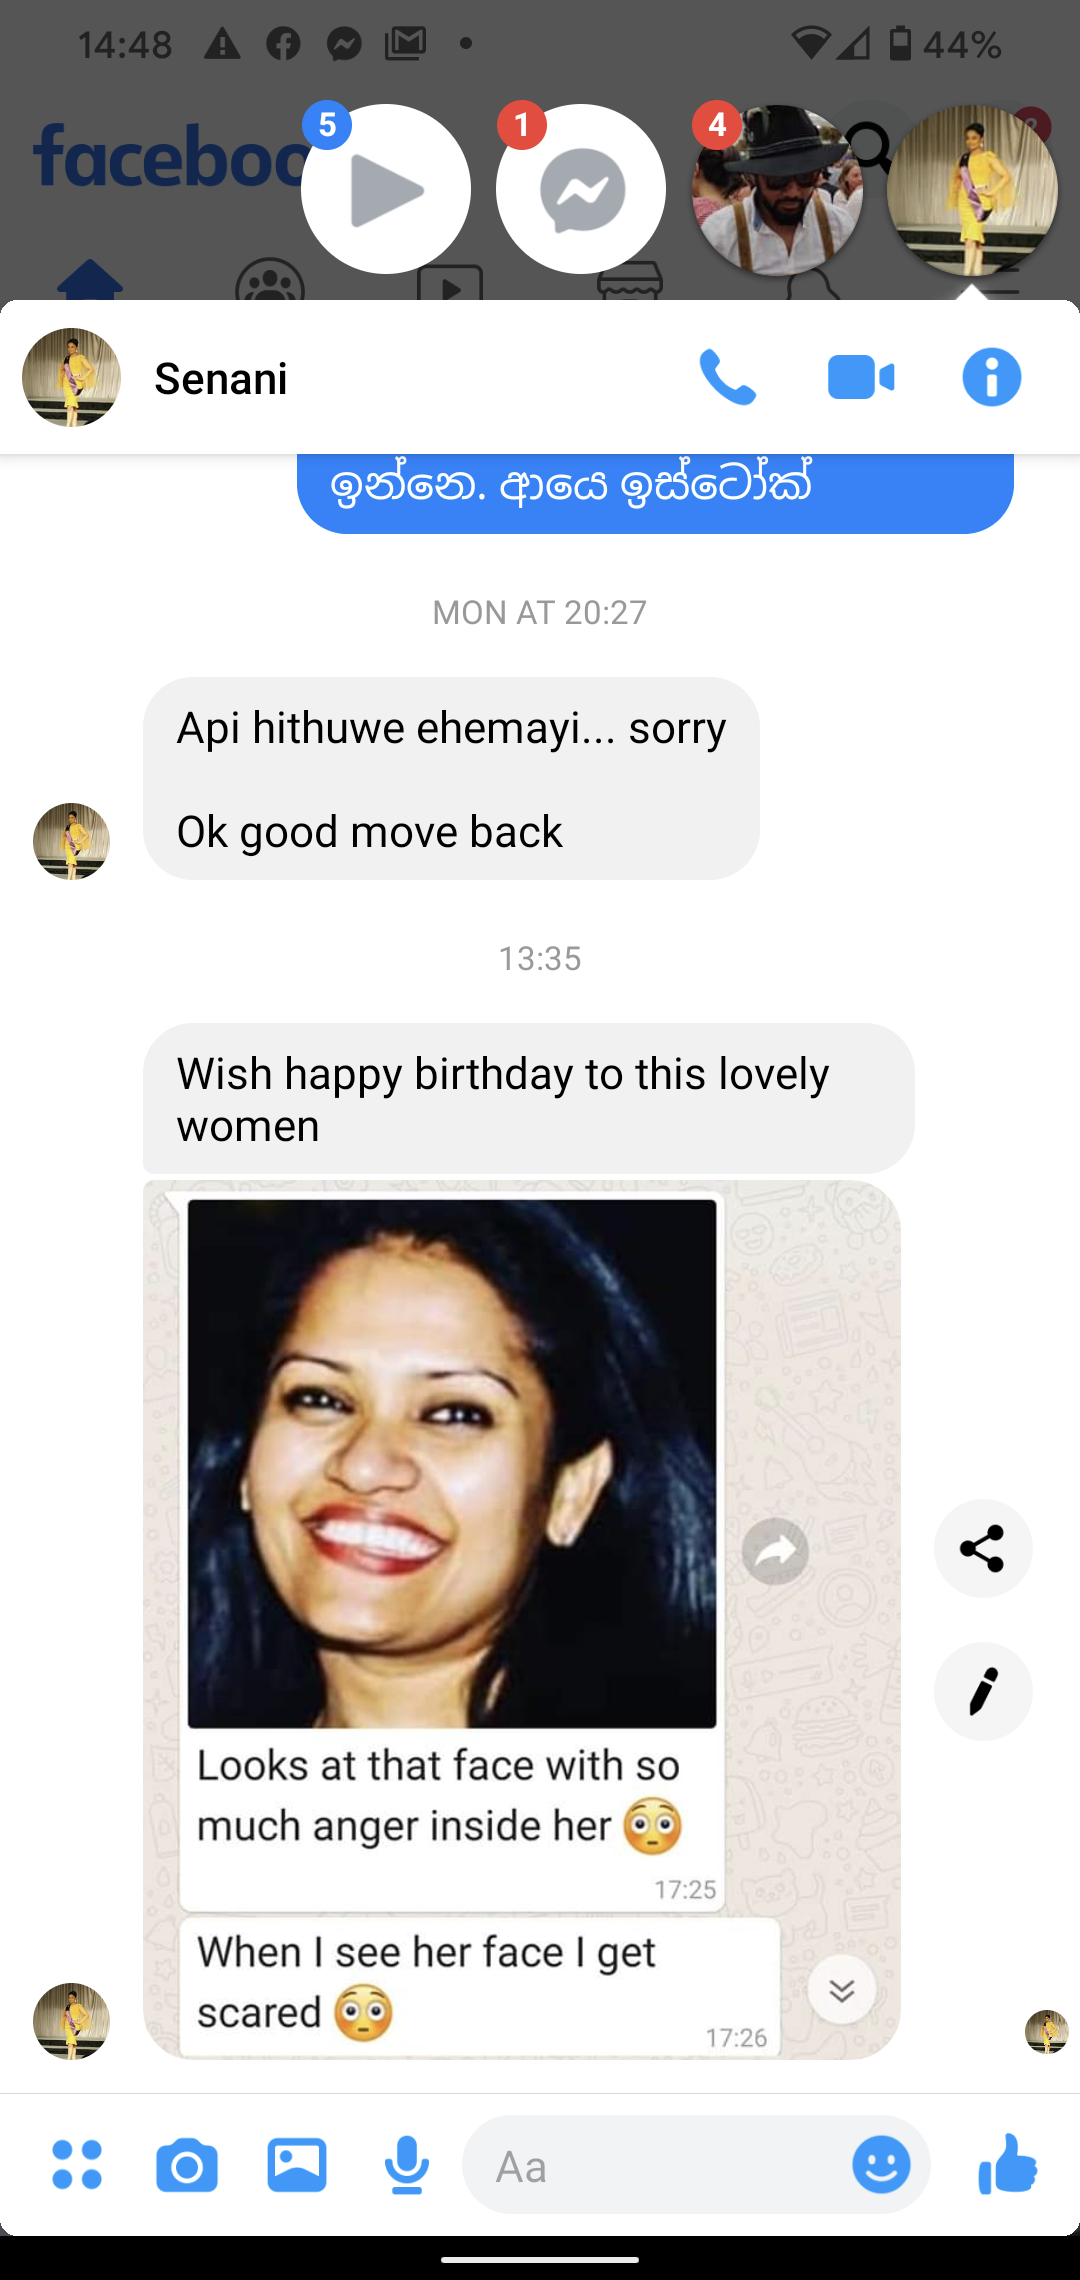 14:48
44%
faceboo
5
1
4
Senani
ඉන්නෙ. ආයෙ ඉස්ටෝක්
MON AT 20:27
Api hithuwe ehemayi... sorry
Ok good move back
13:35
Wish happy birthday to this lovely
women
Looks at that face with so
much anger inside her 😳
17:25
When I see her face I get
scared 😳
17:26
Aa